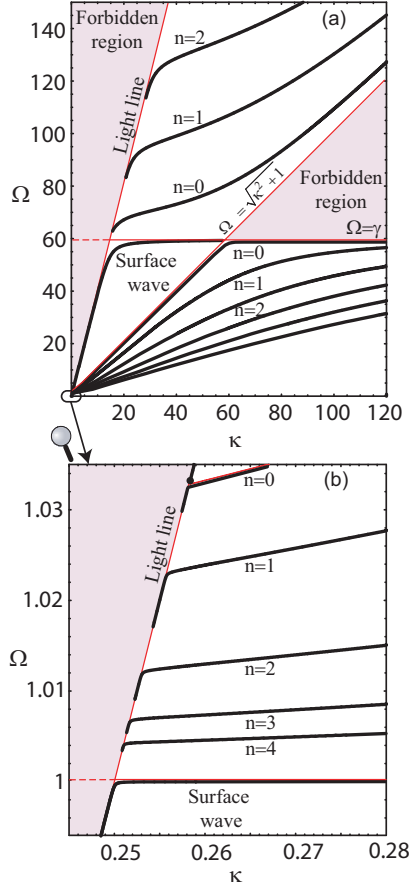 (a)
140
120
100
80
60
40
20
Ω
Forbidden
region
Light line
n=2
n=1
n=0
Ω = √κ²+1
Forbidden
region
Ω=γ
Surface
wave
n=0
n=1
n=2
20 40 60 80 100 120
κ
(b)
1.03
1.02
1.01
1
Ω
Light line
n=0
n=1
n=2
n=3
n=4
Surface
wave
0.25 0.26 0.27 0.28
κ